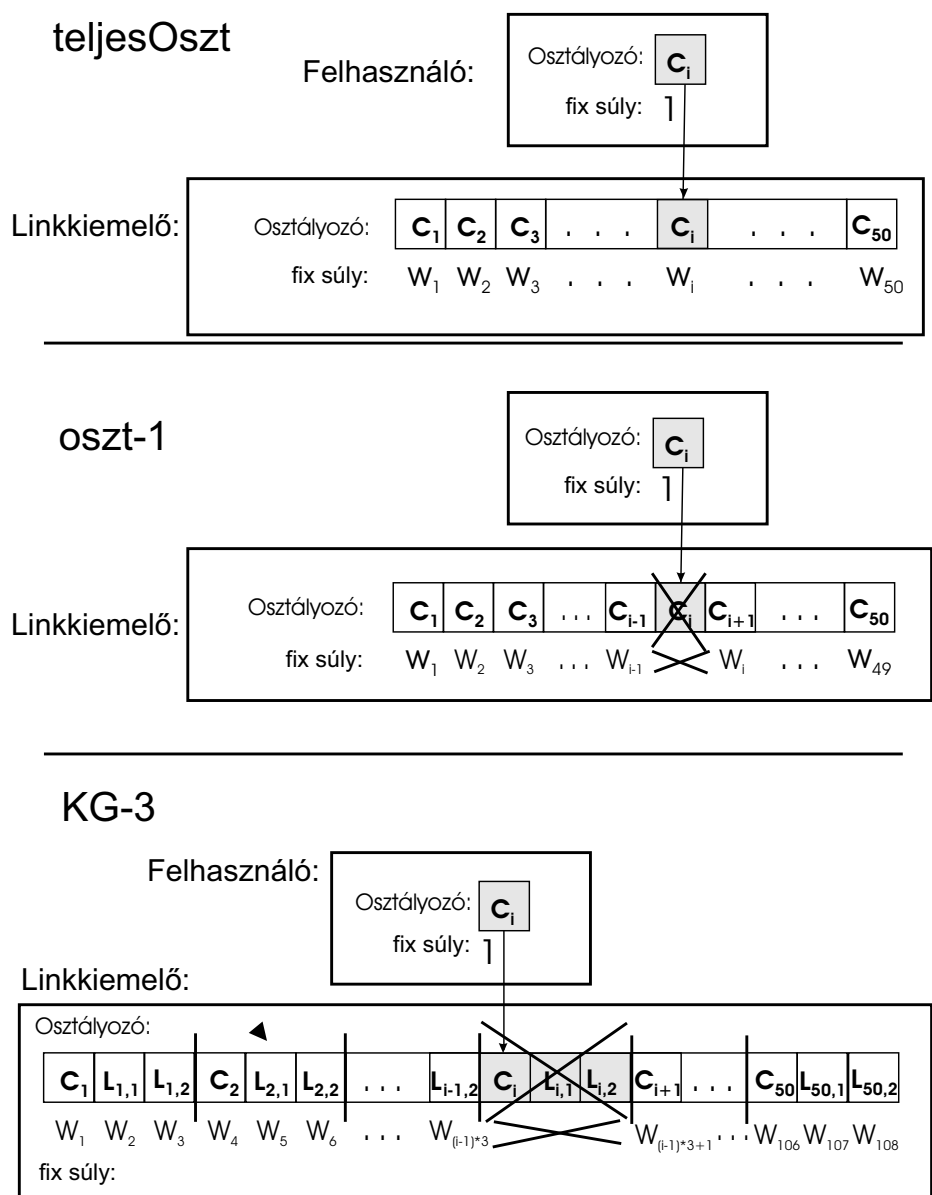 teljesOszt
Felhasználó:
Osztályozó: Ci
fix súly: 1
Linkkiemelő:
Osztályozó: C1 C2 C3 . . . Ci . . . C50
fix súly: W1 W2 W3 . . . Wi . . . W50
oszt-1
Osztályozó: Ci
fix súly: 1
Linkkiemelő:
Osztályozó: C1 C2 C3 ... Ci-1 Ci Ci+1 ... C50
fix súly: W1 W2 W3 ... Wi-1 Wi ... W49
KG-3
Felhasználó:
Osztályozó: Ci
fix súly: 1
Linkkiemelő:
Osztályozó:
C1 L1,1 L1,2 C2 L2,1 L2,2 ... Li-1,2 Ci Li,1 Li,2 Ci+1 ... C50 L50,1 L50,2
W1 W2 W3 W4 W5 W6 ... W(i-1)*3 W(i-1)*3+1 ... W106 W107 W108
fix súly: